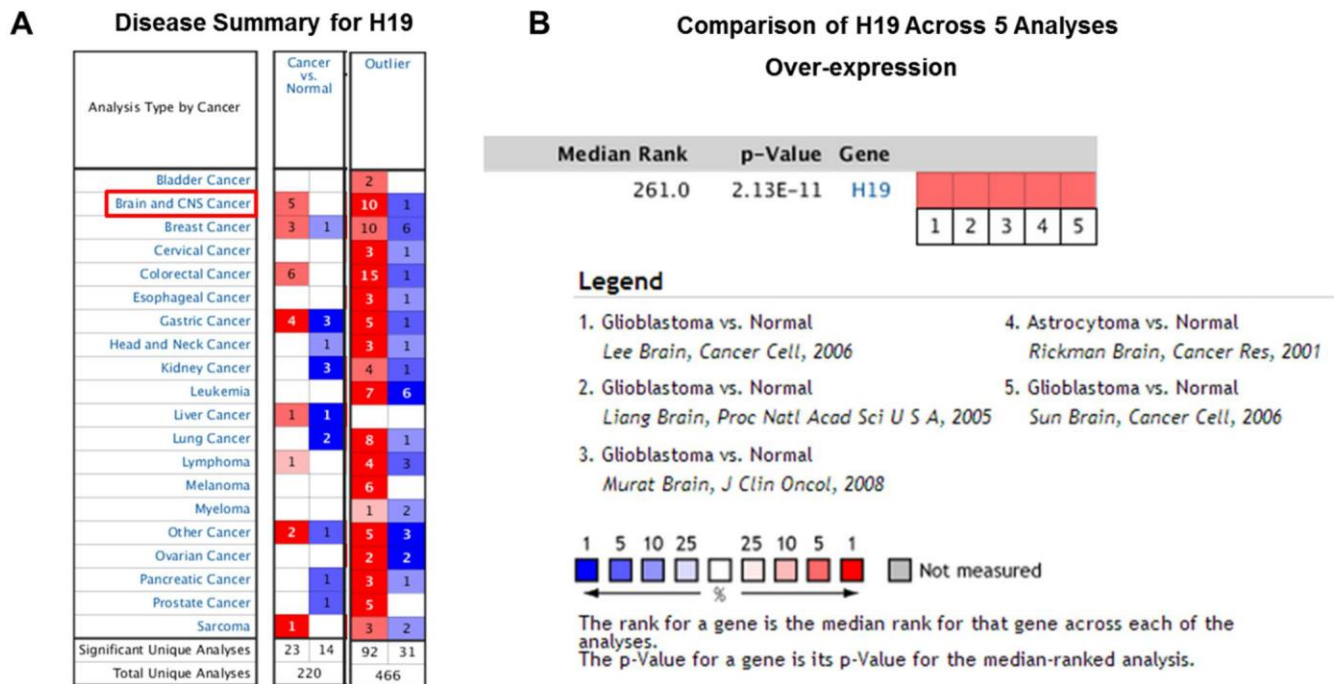 A
Disease Summary for H19
Analysis Type by Cancer
Cancer
vs.
Normal
Outlier
Bladder Cancer 2
Brain and CNS Cancer 5 10 1
Breast Cancer 3 1 10 6
Cervical Cancer 3 1
Colorectal Cancer 6 15 1
Esophageal Cancer 3 1
Gastric Cancer 4 3 5 1
Head and Neck Cancer 1 3 1
Kidney Cancer 3 4 1
Leukemia 7 6
Liver Cancer 1 1
Lung Cancer 2 8 1
Lymphoma 1 4 3
Melanoma 6
Myeloma 1 2
Other Cancer 2 1 5 3
Ovarian Cancer 2 2
Pancreatic Cancer 1 3 1
Prostate Cancer 1 5
Sarcoma 1 3 2
Significant Unique Analyses 23 14 92 31
Total Unique Analyses 220 466
B
Comparison of H19 Across 5 Analyses
Over-expression
Median Rank p-Value Gene
261.0 2.13E-11 H19
1 2 3 4 5
Legend
1. Glioblastoma vs. Normal
Lee Brain, Cancer Cell, 2006
2. Glioblastoma vs. Normal
Liang Brain, Proc Natl Acad Sci U S A, 2005
3. Glioblastoma vs. Normal
Murat Brain, J Clin Oncol, 2008
4. Astrocytoma vs. Normal
Rickman Brain, Cancer Res, 2001
5. Glioblastoma vs. Normal
Sun Brain, Cancer Cell, 2006
1 5 10 25 25 10 5 1
%
Not measured
The rank for a gene is the median rank for that gene across each of the
analyses.
The p-Value for a gene is its p-Value for the median-ranked analysis.